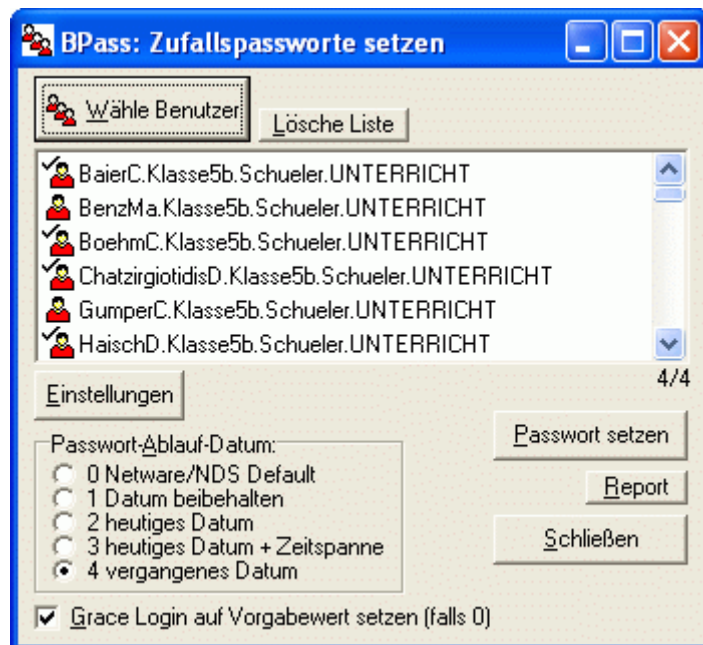 BPass: Zufallspassworte setzen
Wähle Benutzer
Lösche Liste
BaierC.Klasse5b.Schueler.UNTERRICHT
BenzMa.Klasse5b.Schueler.UNTERRICHT
BoehmC.Klasse5b.Schueler.UNTERRICHT
ChatzirgiotidisD.Klasse5b.Schueler.UNTERRICHT
GumperC.Klasse5b.Schueler.UNTERRICHT
HaischD.Klasse5b.Schueler.UNTERRICHT
4/4
Einstellungen
Passwort setzen
Passwort-Ablauf-Datum:
0 Netware/NDS Default
1 Datum beibehalten
2 heutiges Datum
3 heutiges Datum + Zeitspanne
4 vergangenes Datum
Report
Schließen
Grace Login auf Vorgabewert setzen (falls 0)